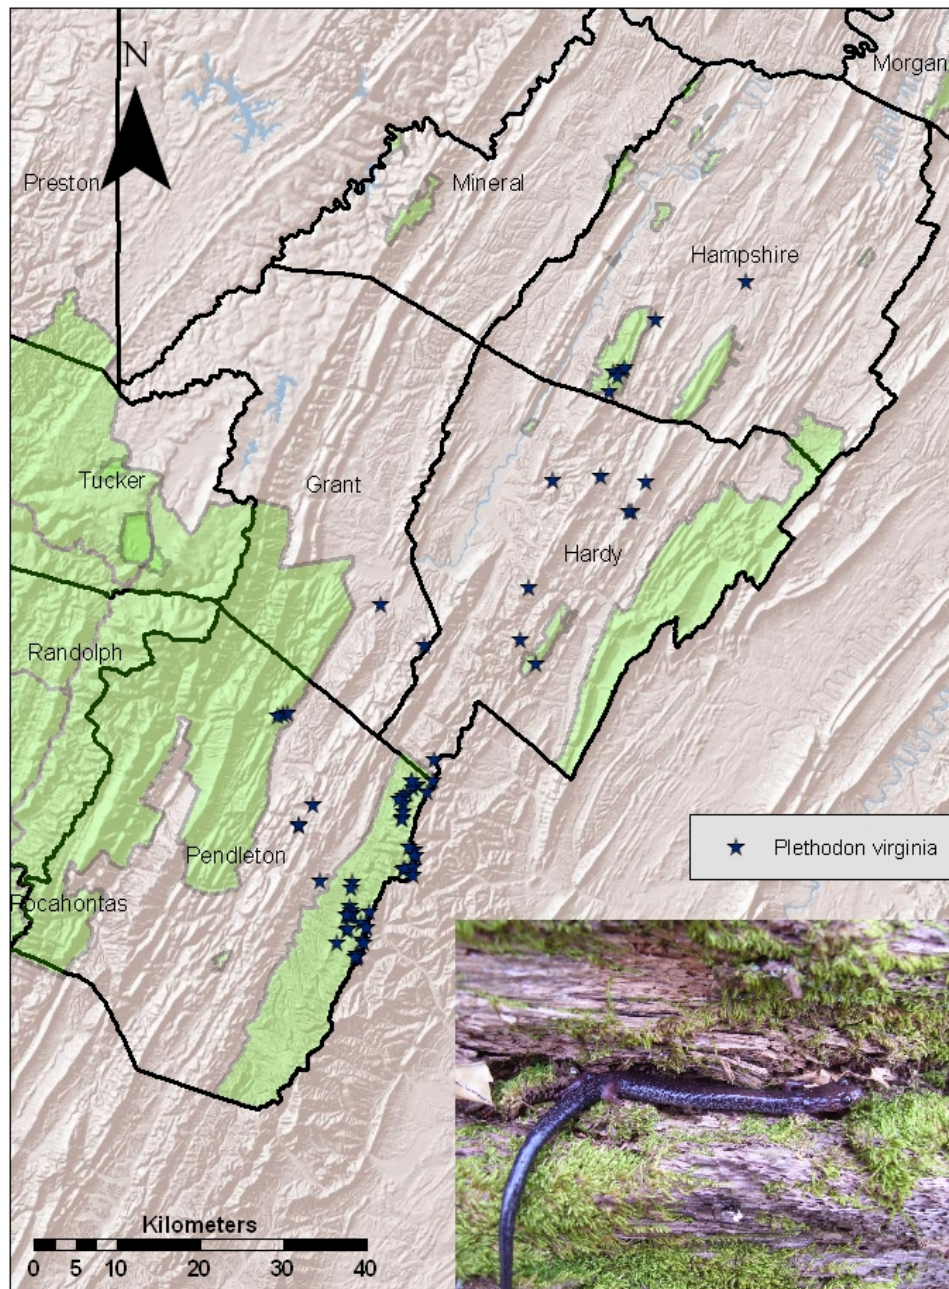 N
Morgan
Preston
Mineral
Hampshire
Tucker
Grant
Hardy
Randolph
Plethodon virginia
Pendleton
Pocahontas
Kilometers
0 5 10 20 30 40